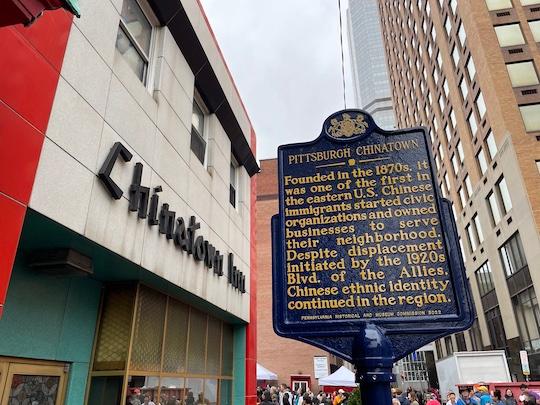 Chinatown Inn
PITTSBURGH CHINATOWN
Founded in the 1870s, it
was one of the first in
the eastern U.S. Chinese
immigrants started civic
organizations and owned
businesses to serve
their neighborhood.
Despite displacement
initiated by the 1920s
Blvd. of the Allies,
Chinese ethnic identity
continued in the region.
PENNSYLVANIA HISTORICAL AND MUSEUM COMMISSION 2022